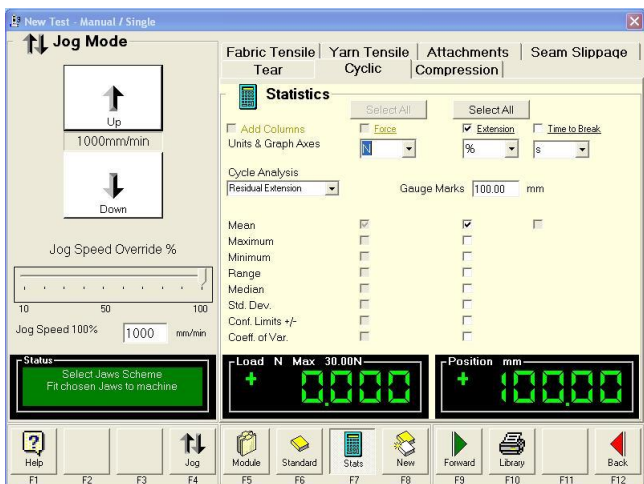 New Test - Manual / Single
Jog Mode
Up
1000mm/min
Down
Jog Speed Override %
10 50 100
Jog Speed 100% 1000 mm/min
Status
Select Jaws Scheme
Fit chosen Jaws to machine
Fabric Tensile Yarn Tensile Attachments Seam Slippage
Tear Cyclic Compression
Statistics
Select All Select All
Add Columns Force Extension Time to Break
Units & Graph Axes N % s
Cycle Analysis
Residual Extension Gauge Marks 100.00 mm
Mean
Maximum
Minimum
Range
Median
Std. Dev.
Conf. Limits +/-
Coeff. of Var.
Load N Max 30.00N
+ 0.000
Position mm
+ 100.00
Help Jog Module Standard Stats New Forward Library Back
F1 F2 F3 F4 F5 F6 F7 F8 F9 F10 F11 F12